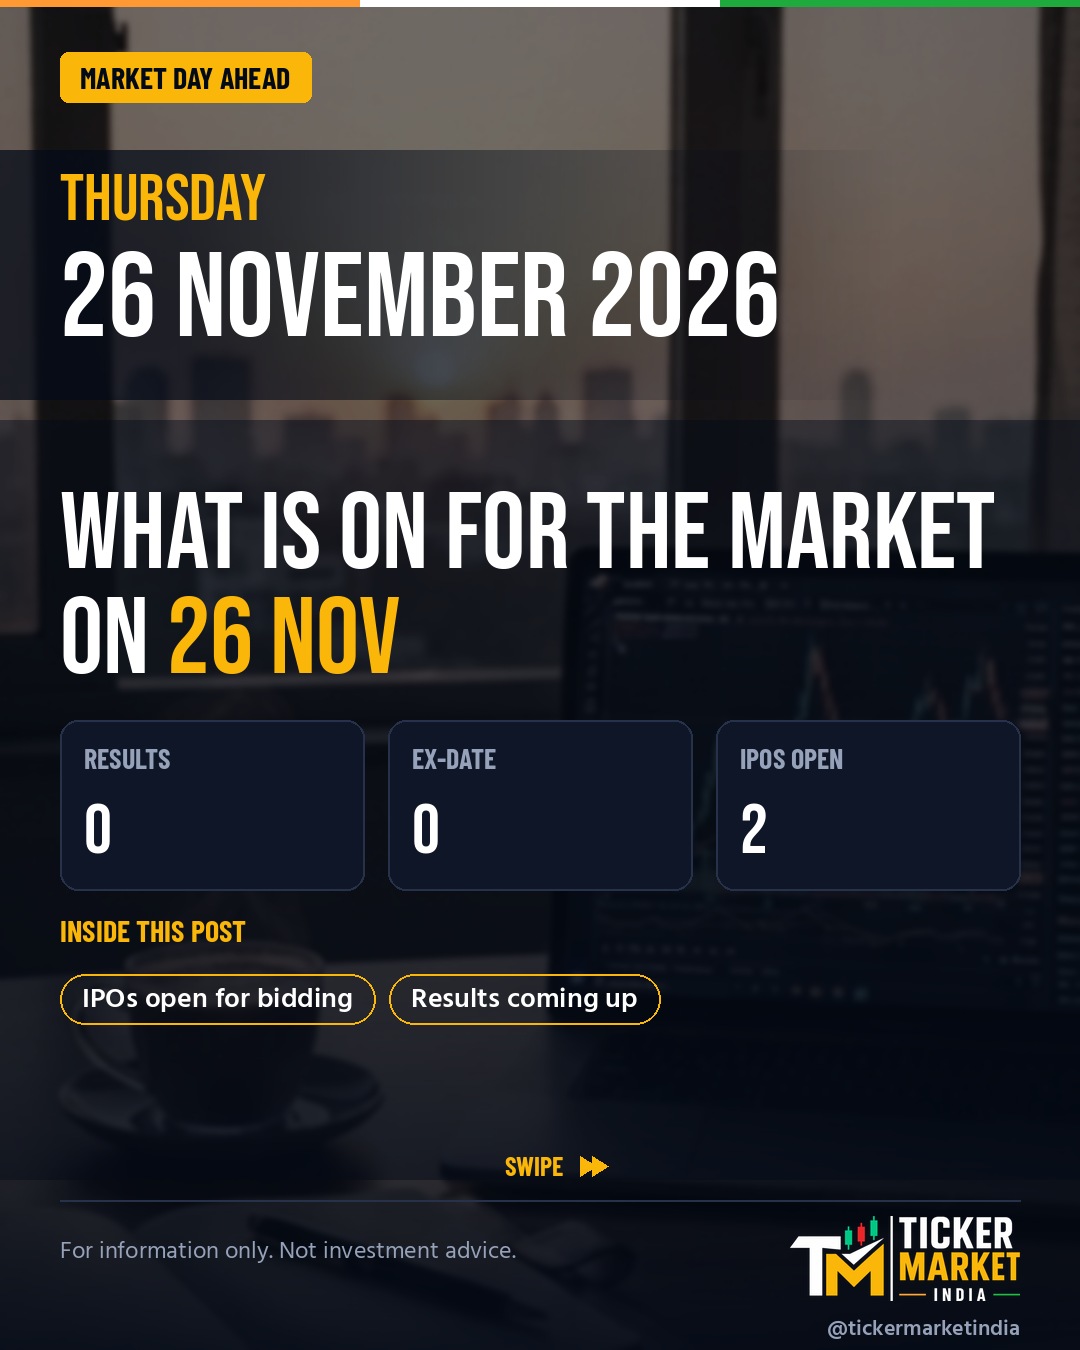 MARKET DAY AHEAD
THURSDAY
26 NOVEMBER 2026
WHAT IS ON FOR THE MARKET
ON 26 NOV
RESULTS
0
EX-DATE
0
IPOS OPEN
2
INSIDE THIS POST
IPOs open for bidding
Results coming up
SWIPE
For information only. Not investment advice.
TM
TICKER
MARKET
INDIA
@tickermarketindia